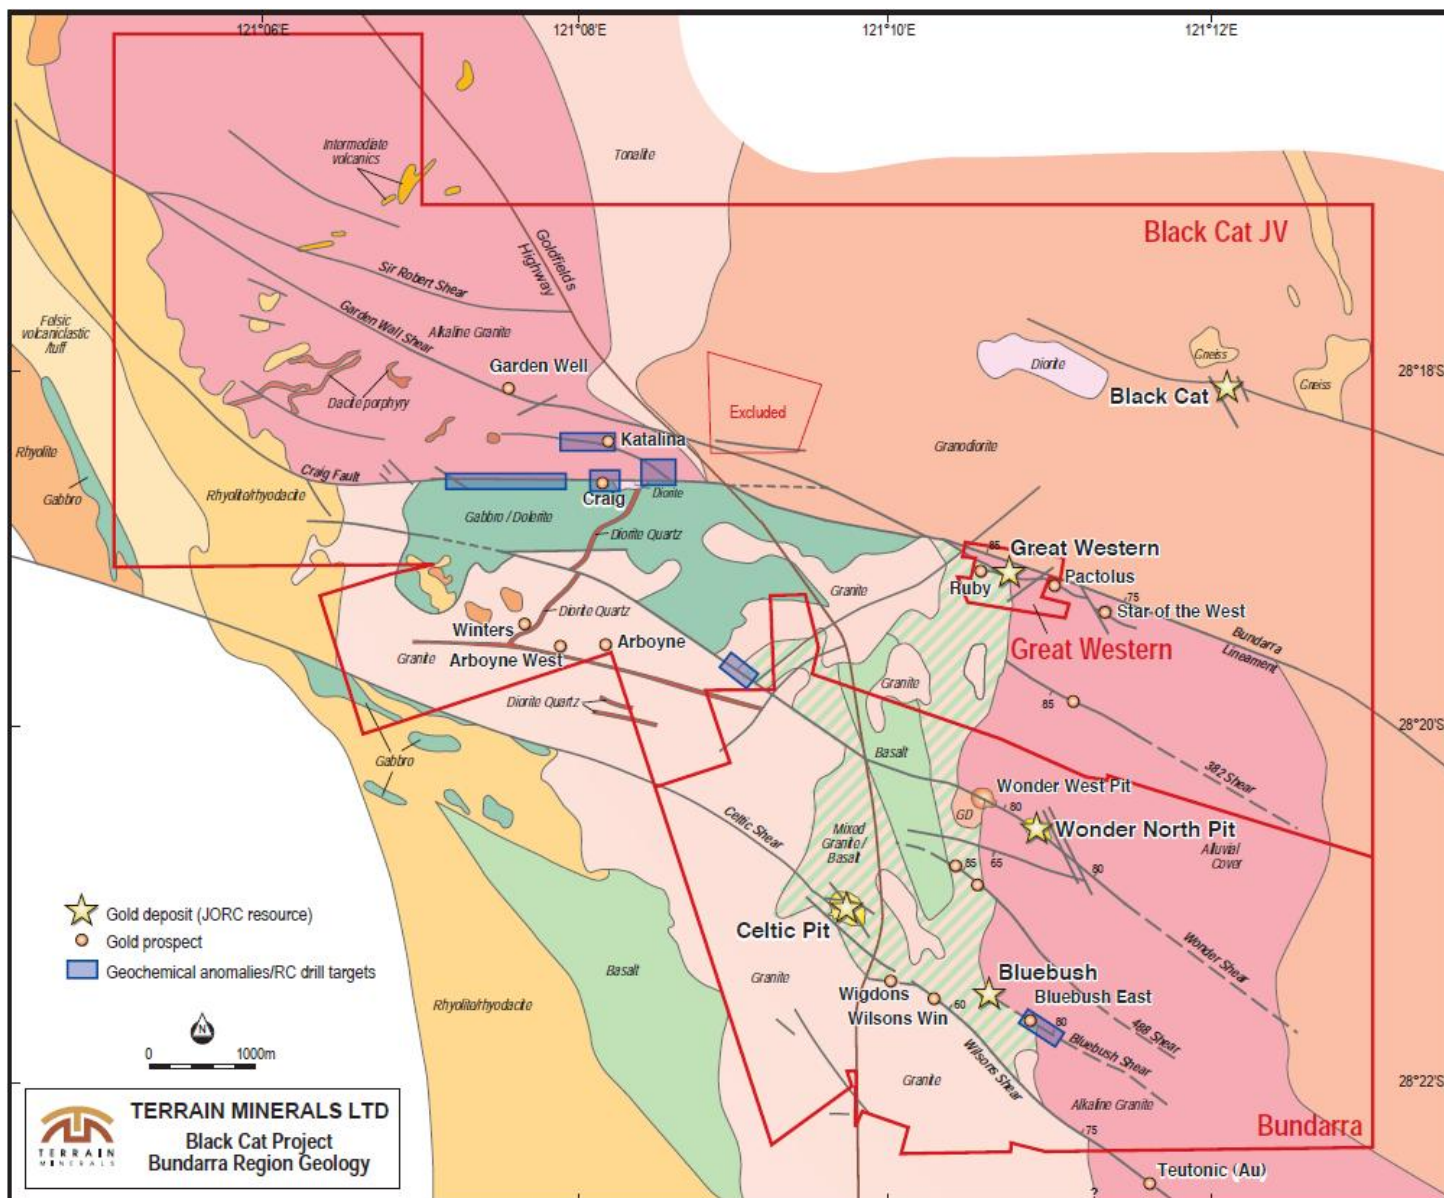 121°06'E
121°08'E
121°10'E
121°12'E
Intermediate
volcanics
Tonalite
Goldfields
Highway
Black Cat JV
Sir Robert Shear
Garden Wall Shear
Alkaline Granite
Felsic
volcaniclastic
/tuff
Garden Well
Dacite porphyry
Excluded
Diorite
Gneiss
Gneiss
28°18'S
Black Cat
Granodiorite
Katalina
Rhyolite
Gabbro
Craig Fault
Rhyolite/rhyodacite
Craig
Diorite
Gabbro / Dolerite
Diorite Quartz
85
Great Western
Ruby
Pactolus
75
Star of the West
Granite
Diorite Quartz
Winters
Arboyne
Arboyne West
Granite
Great Western
Bundarra
Lineament
Granite
Diorite Quartz
85
28°20'S
Gabbro
Basalt
382 Shear
Wonder West Pit
GD
80
Wonder North Pit
Celtic Shear
Mixed
Granite/
Basalt
Alluvial
Cover
85
65
80
Gold deposit (JORC resource)
Gold prospect
Geochemical anomalies/RC drill targets
Celtic Pit
Wonder Shear
Basalt
Granite
Bluebush
Wigdons
Bluebush East
Rhyolite/rhyodacite
Wilsons Win
60
80
488 Shear
Bluebush Shear
Wilsons Shear
N
0
1000m
Granite
28°22'S
Alkaline Granite
Bundarra
75
TERRAIN MINERALS LTD
Black Cat Project
Bundarra Region Geology
TERRAIN
MINERALS
Teutonic (Au)
?